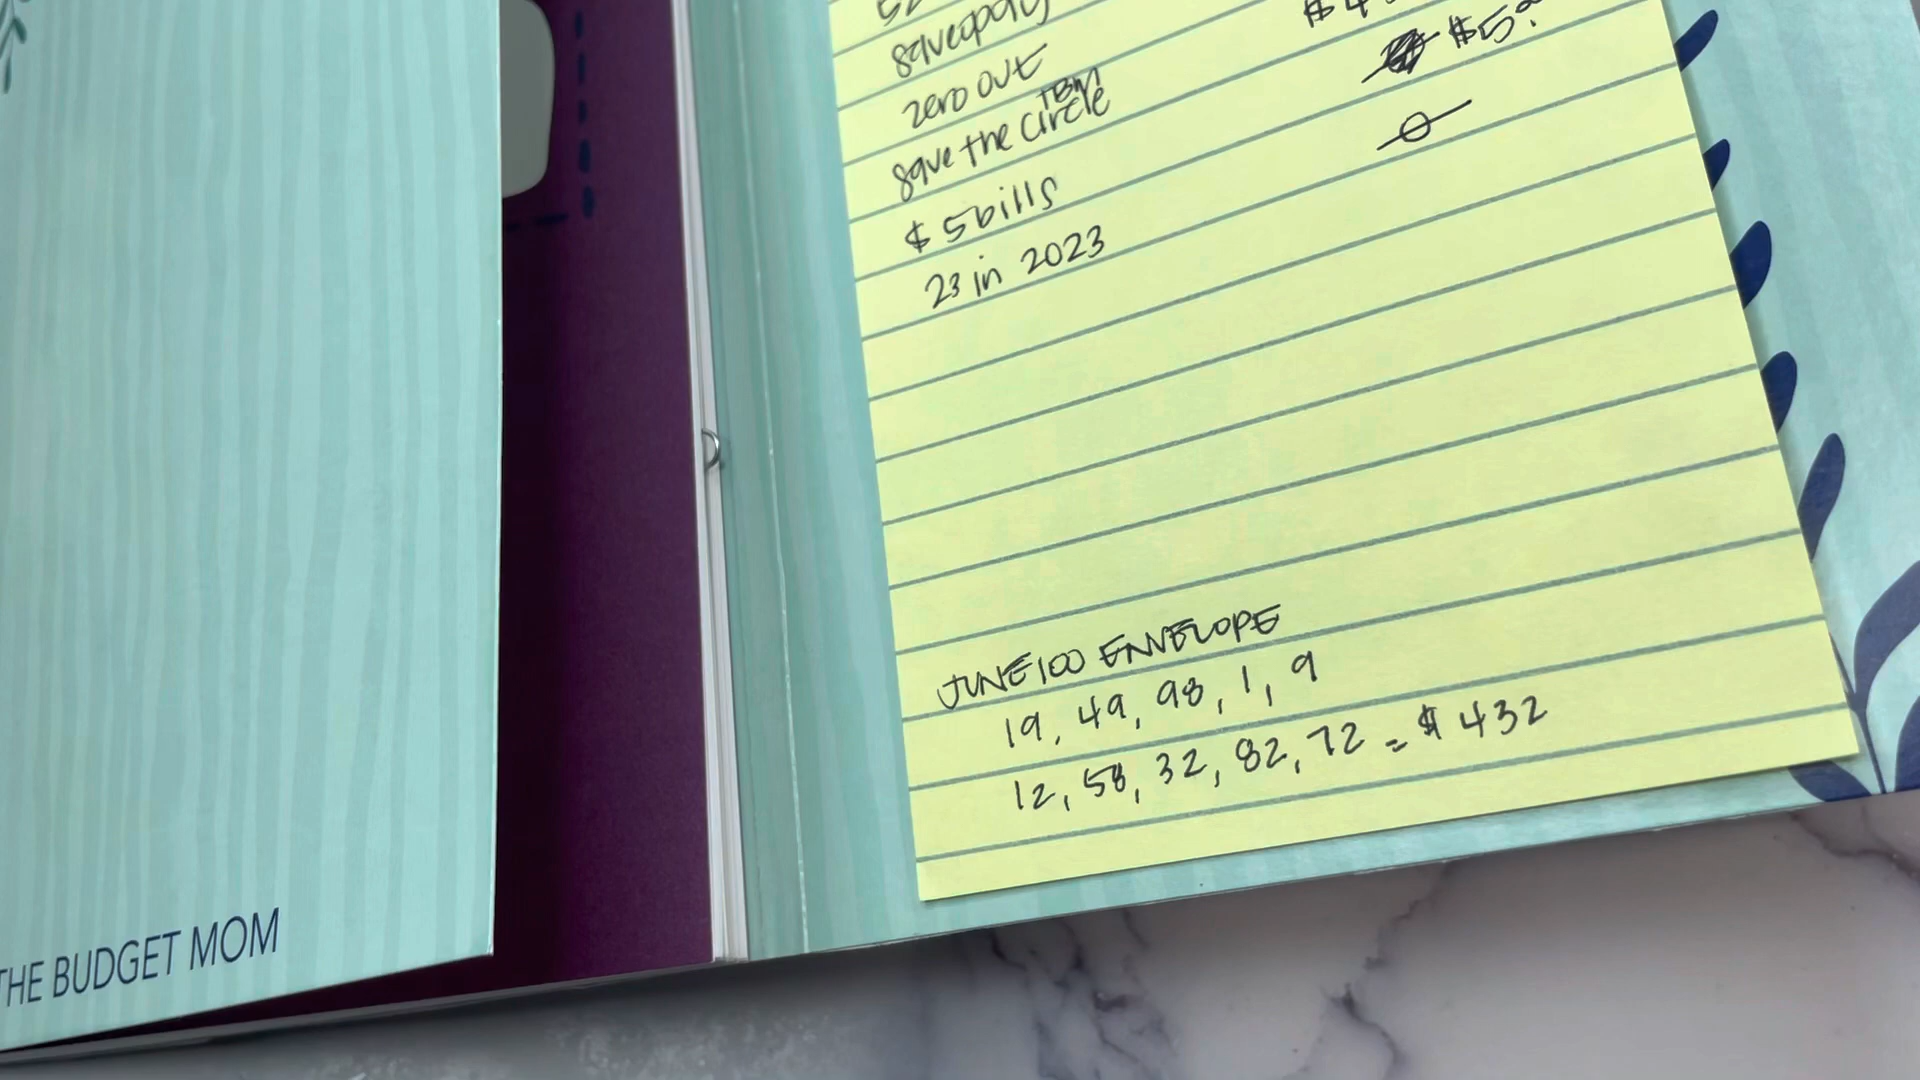 THE BUDGET MOM
saveopoly
zero out
TBM
save the circle
$5 bills
23 in 2023
JUNE 100 ENVELOPE
19, 49, 98, 1, 9
12, 58, 32, 82, 72 = $432